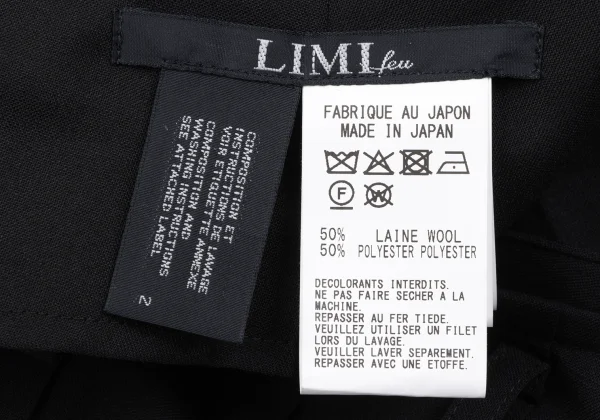 LIMI feu
COMPOSITION ET
INSTRUCTIONS DE LAVAGE
VOIR ETIQUETTE ANNEXE
COMPOSITION AND
WASHING INSTRUCTIONS
SEE ATTACHED LABEL
2
FABRIQUE AU JAPON
MADE IN JAPAN
F W
50% LAINE WOOL
50% POLYESTER POLYESTER
DECOLORANTS INTERDITS.
NE PAS FAIRE SECHER A LA
MACHINE.
REPASSER AU FER TIEDE.
VEUILLEZ UTILISER UN FILET
LORS DU LAVAGE.
VEUILLER LAVER SEPAREMENT.
REPASSER AVEC UNE ETOFFE.